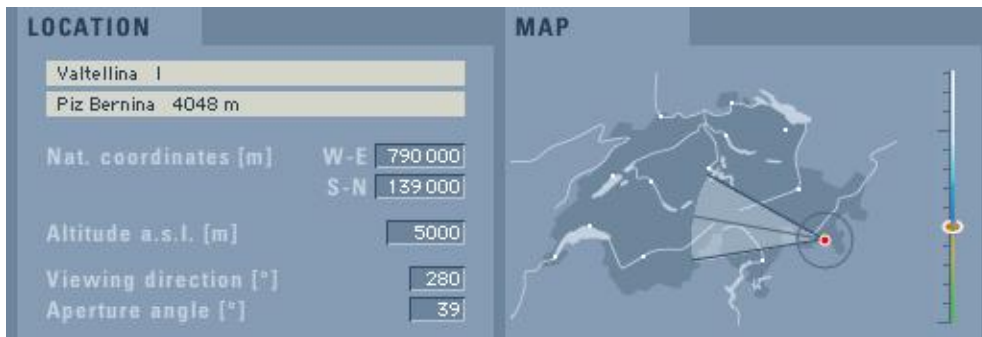 LOCATION
Valtellina I
Piz Bernina 4048 m
Nat. coordinates [m] W-E 790 000
S-N 139 000
Altitude a.s.l. [m] 5000
Viewing direction [°] 280
Aperture angle [°] 39
MAP